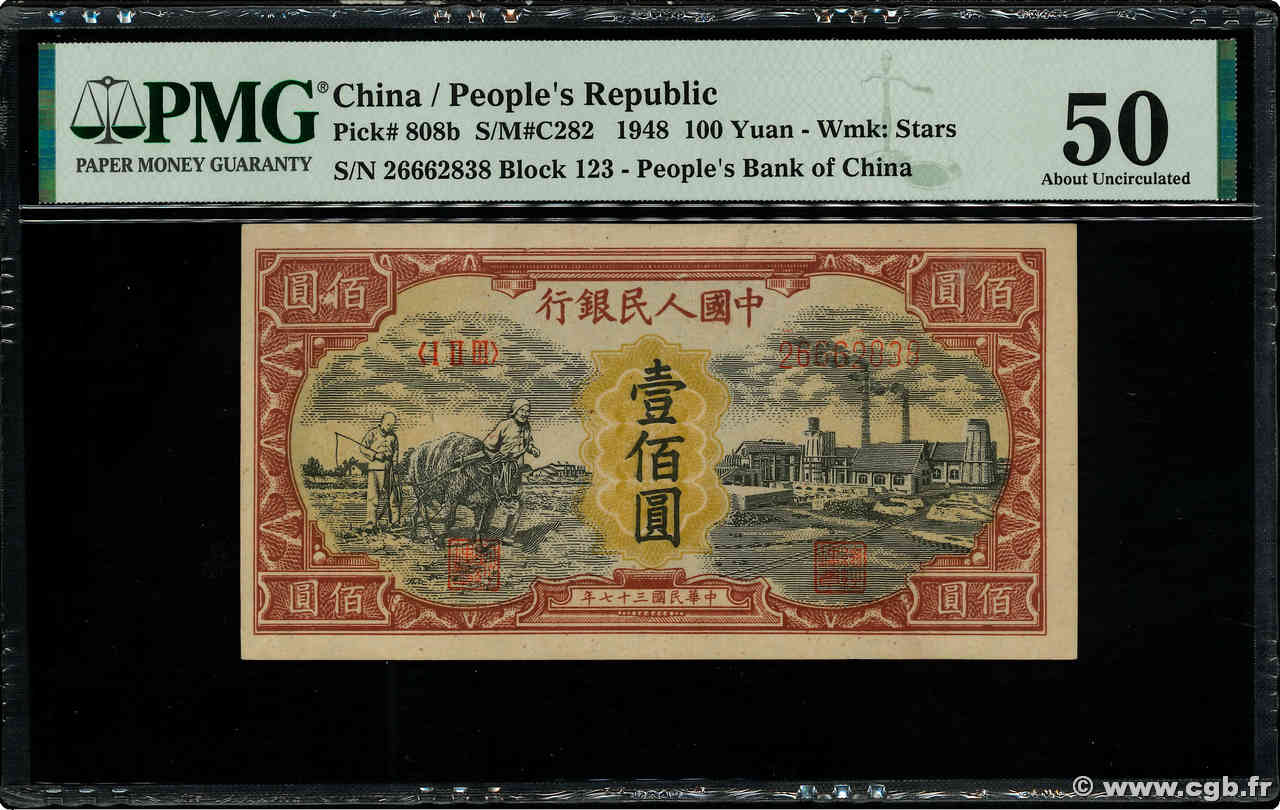 PMG® China / People's Republic
Pick# 808b S/M#C282 1948 100 Yuan - Wmk: Stars
PAPER MONEY GUARANTY
S/N 26662838 Block 123 - People's Bank of China
50
About Uncirculated
圓佰
圓佰
行銀民人國中
〈I II III〉
26662838
壹佰圓
圓佰
年七十三國民華中
圓佰
© www.cgb.fr